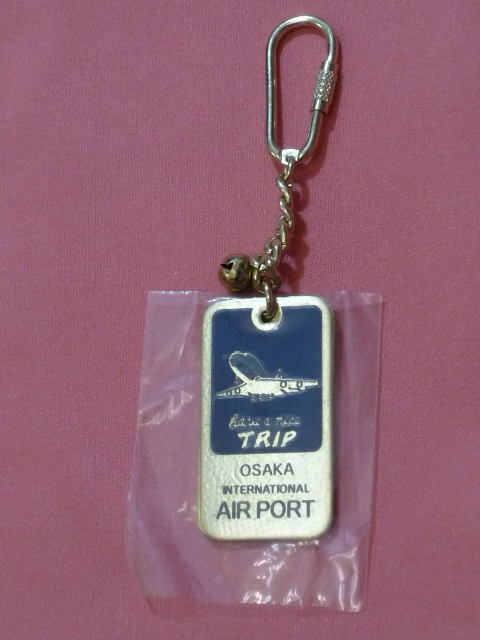 have a nice
TRIP
OSAKA
INTERNATIONAL
AIR PORT